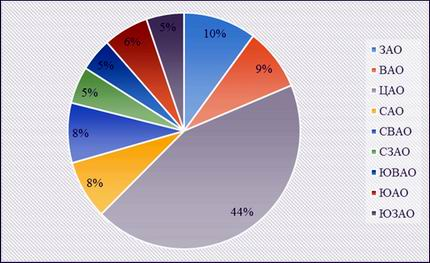 10%
9%
44%
8%
8%
5%
5%
6%
5%
ЗАО
ВАО
ЦАО
САО
СВАО
СЗАО
ЮВАО
ЮАО
ЮЗАО